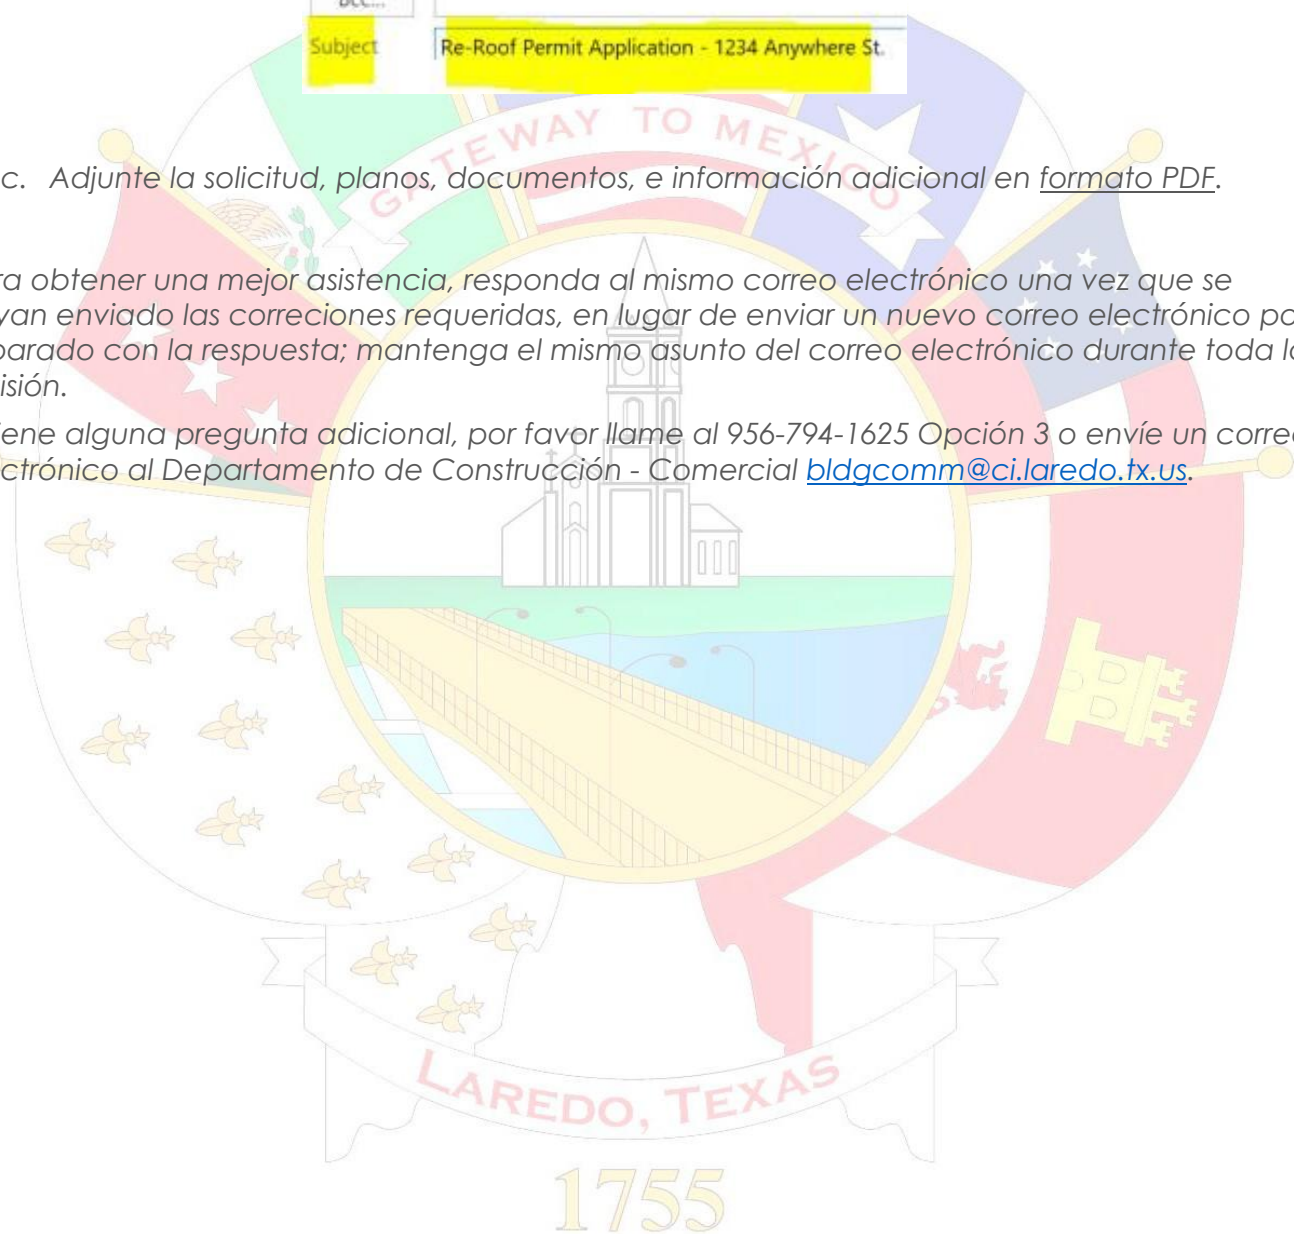 Subject Re-Roof Permit Application - 1234 Anywhere St.
GATEWAY TO MEXICO
c. Adjunte la solicitud, planos, documentos, e información adicional en formato PDF.
obtener una mejor asistencia, responda al mismo correo electrónico una vez que se
enviado las correciones requeridas, en lugar de enviar un nuevo correo electrónico
con la respuesta; mantenga el mismo asunto del correo electrónico durante toda
alguna pregunta adicional, por favor llame al 956-794-1625 Opción 3 o envíe un
al Departamento de Construcción - Comercial bldgcomm@ci.laredo.tx.us.
LAREDO, TEXAS
1755